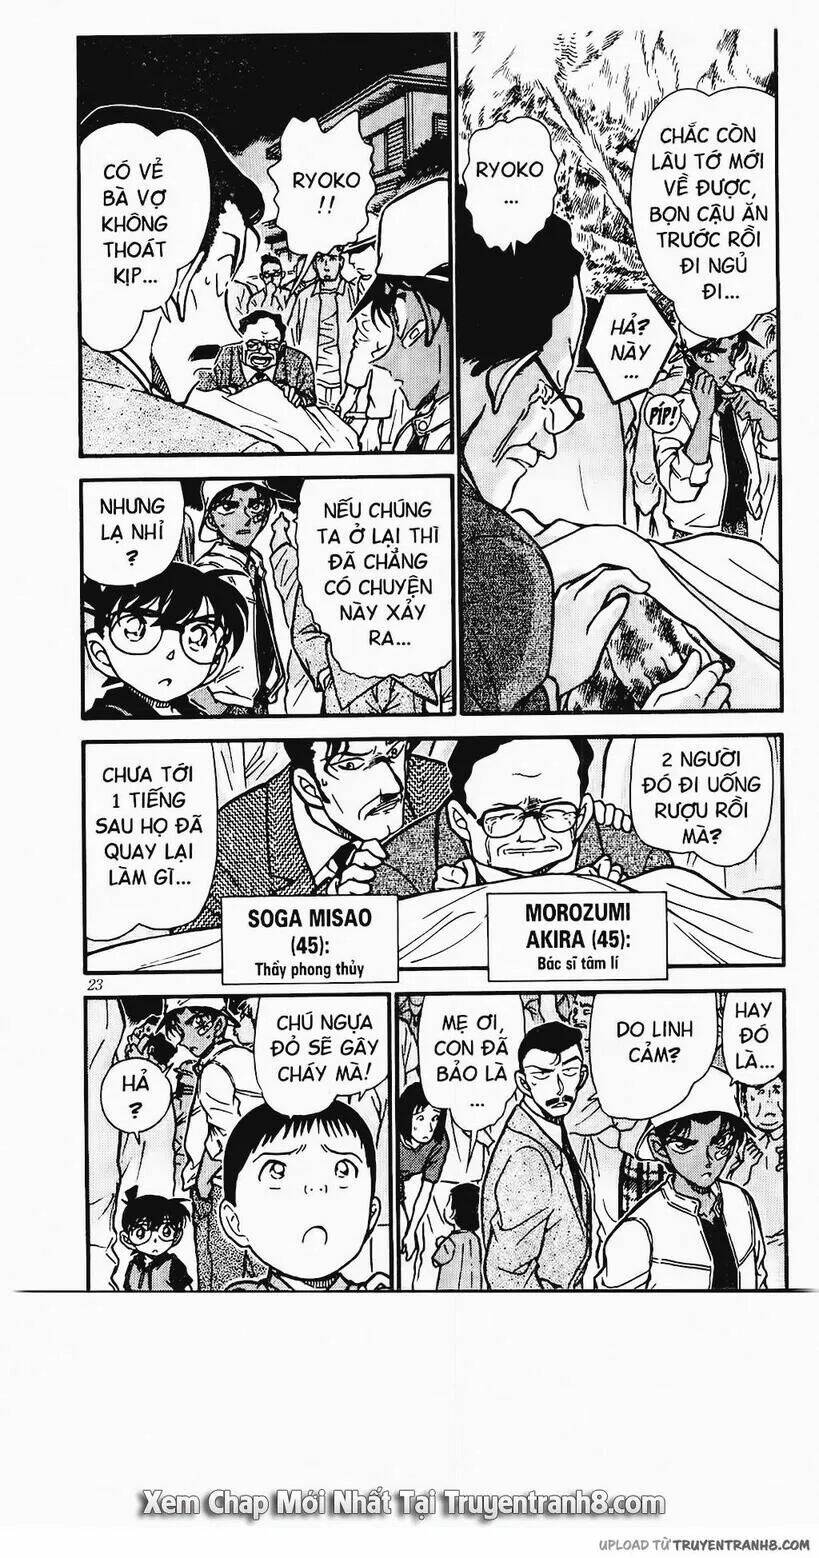 CHẮC CÒN
LÂU TỚ MỚI
VỀ ĐƯỢC,
BỌN CẬU ĂN
TRƯỚC RỒI
ĐI NGỦ
ĐI...
HẢ?
NÀY
...
PÍP!
RYOKO
...
RYOKO
!!
CÓ VẺ
BÀ VỢ
KHÔNG
THOÁT
KỊP...
NẾU CHÚNG
TA Ở LẠI THÌ
ĐÃ CHẲNG
CÓ CHUYỆN
NÀY XẢY
RA...
NHƯNG
LẠ NHỈ
?
2 NGƯỜI
ĐÓ ĐI UỐNG
RƯỢU RỒI
MÀ?
CHƯA TỚI
1 TIẾNG
SAU HỌ ĐÃ
QUAY LẠI
LÀM GÌ...
MOROZUMI
AKIRA (45):
Bác sĩ tâm lí
SOGA MISAO
(45):
Thầy phong thủy
23
HAY
ĐÓ
LÀ...
DO LINH
CẢM?
MẸ ƠI,
CON ĐÃ
BẢO LÀ
...
CHÚ NGỰA
ĐỎ SẼ GÂY
CHÁY MÀ!
HẢ
?
Xem Chap Mới Nhất Tại Truyentranh8.com
UPLOAD TỪ TRUYENTRANH8.COM